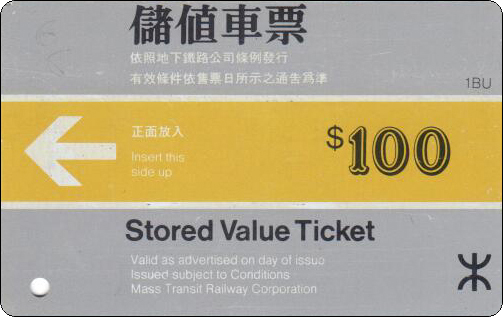 儲值車票
依照地下鐵路公司條例發行
有效條件依售票日所示之通告為準
1BU
正面放入
Insert this
side up
$100
Stored Value Ticket
Valid as advertised on day of issue
Issued subject to Conditions
Mass Transit Railway Corporation